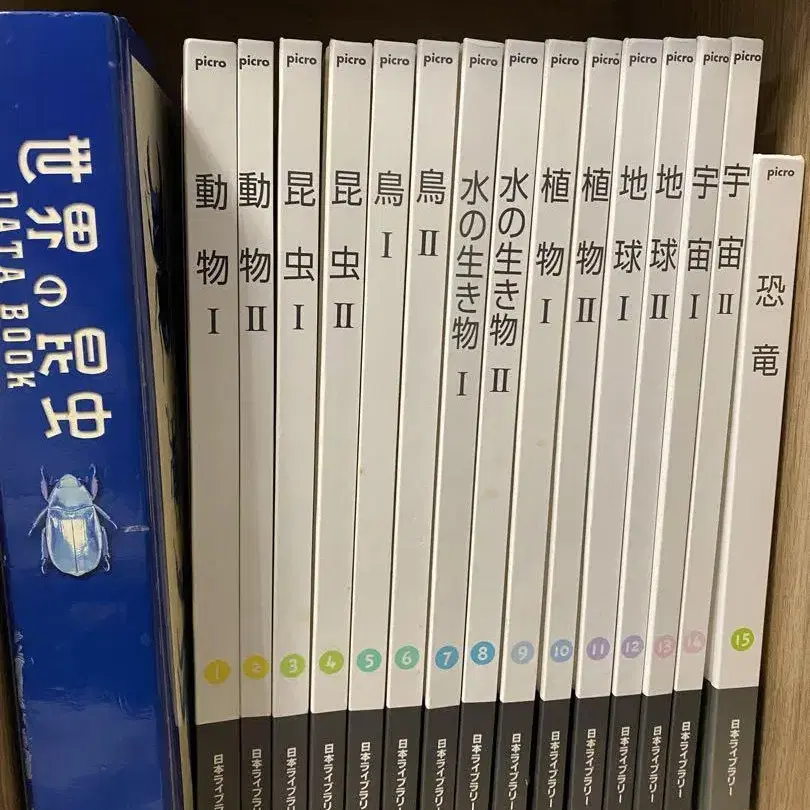 世界の昆虫
DATA BOOK
picro
動物 I
1
日本ライブラリー
picro
動物 II
2
日本ライブラリー
picro
昆虫 I
3
日本ライブラリー
picro
昆虫 II
4
日本ライブラリー
picro
鳥 I
5
日本ライブラリー
picro
鳥 II
6
日本ライブラリー
picro
水の生き物 I
7
日本ライブラリー
picro
水の生き物 II
8
日本ライブラリー
picro
植物 I
9
日本ライブラリー
picro
植物 II
10
日本ライブラリー
picro
地球 I
11
日本ライブラリー
picro
地球 II
12
日本ライブラリー
picro
宇宙 I
13
日本ライブラリー
picro
宇宙 II
14
日本ライブラリー
picro
恐竜
15
日本ライブラリー